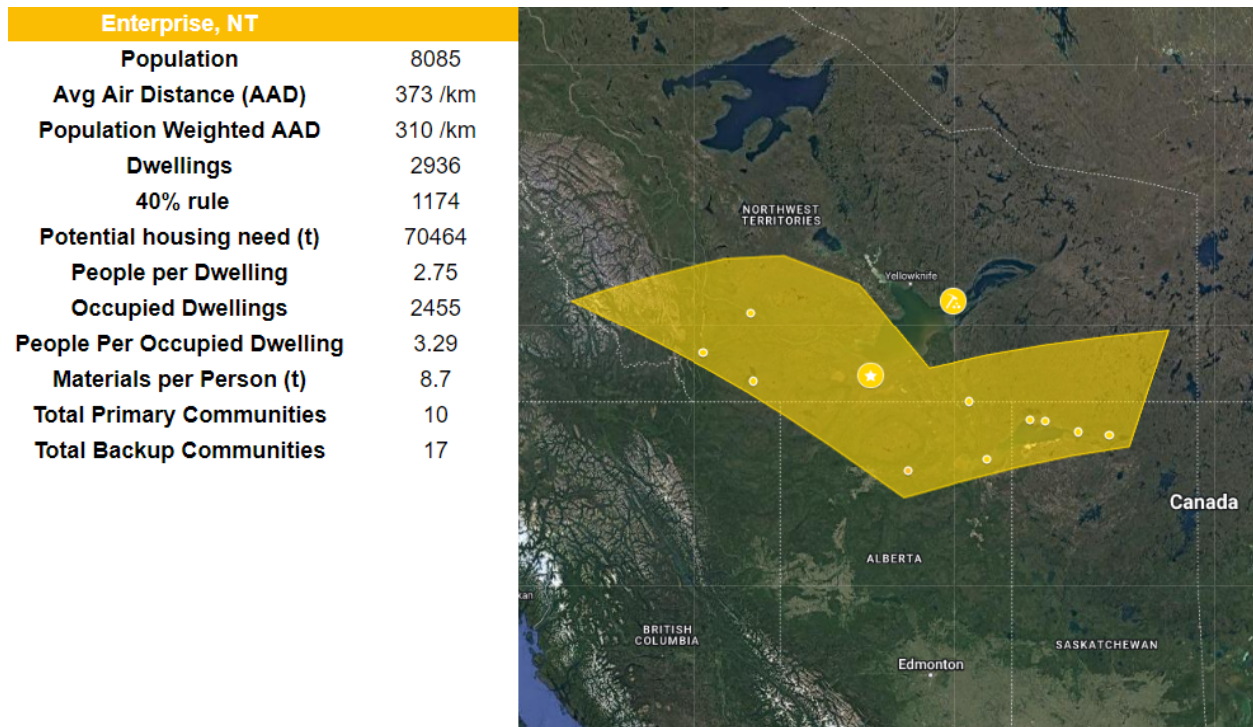 Enterprise, NT
Population 8085
Avg Air Distance (AAD) 373 /km
Population Weighted AAD 310 /km
Dwellings 2936
40% rule 1174
Potential housing need (t) 70464
People per Dwelling 2.75
Occupied Dwellings 2455
People Per Occupied Dwelling 3.29
Materials per Person (t) 8.7
Total Primary Communities 10
Total Backup Communities 17
NORTHWEST
TERRITORIES
Yellowknife
Canada
ALBERTA
kan
BRITISH
COLUMBIA
SASKATCHEWAN
Edmonton